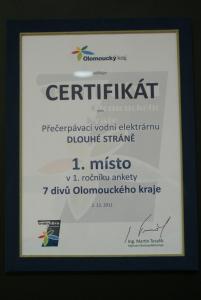 Olomoucký kraj
CERTIFIKÁT
Přečerpávací vodní elektrárnu
DLOUHÉ STRÁNĚ
1. místo
v 1. ročníku ankety
7 divů Olomouckého kraje
2011
Ing. Martin Tesařík